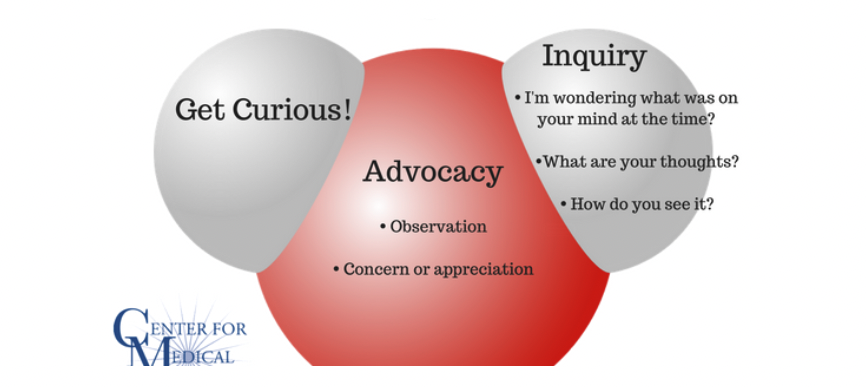 Get Curious!
Advocacy
• Observation
• Concern or appreciation
Inquiry
• I'm wondering what was on
your mind at the time?
•What are your thoughts?
• How do you see it?
CENTER FOR
MEDICAL